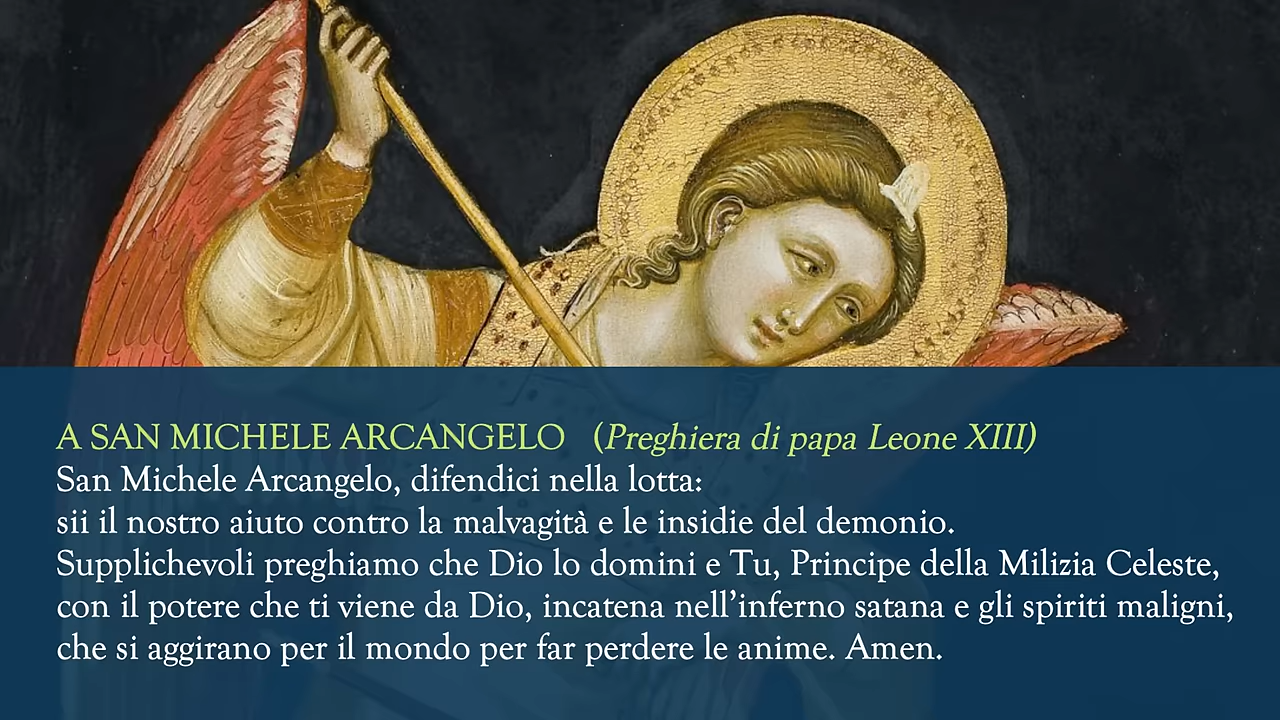 A SAN MICHELE ARCANGELO (Preghiera di papa Leone XIII)
San Michele Arcangelo, difendici nella lotta:
sii il nostro aiuto contro la malvagità e le insidie del demonio.
Supplichevoli preghiamo che Dio lo domini e Tu, Principe della Milizia Celeste,
con il potere che ti viene da Dio, incatena nell’inferno satana e gli spiriti maligni,
che si aggirano per il mondo per far perdere le anime. Amen.